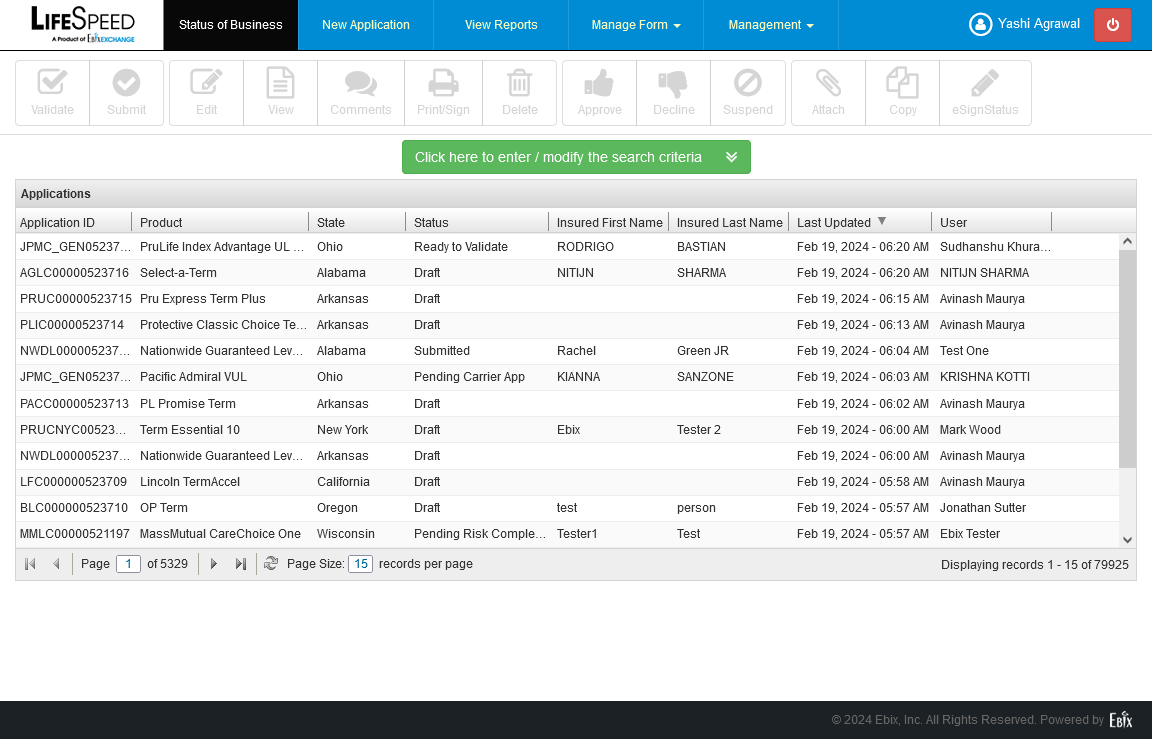 LIFESPEED
A Product of EbixEXCHANGE
Status of Business New Application View Reports Manage Form Management Yashi Agrawal
Validate Submit Edit View Comments Print/Sign Delete Approve Decline Suspend Attach Copy eSignStatus
Click here to enter / modify the search criteria
Applications
Application ID Product State Status Insured First Name Insured Last Name Last Updated User
JPMC_GEN05237... PruLife Index Advantage UL ... Ohio Ready to Validate RODRIGO BASTIAN Feb 19, 2024 - 06:20 AM Sudhanshu Khura...
AGLC00000523716 Select-a-Term Alabama Draft NITIJN SHARMA Feb 19, 2024 - 06:20 AM NITIJN SHARMA
PRUC00000523715 Pru Express Term Plus Arkansas Draft Feb 19, 2024 - 06:15 AM Avinash Maurya
PLIC00000523714 Protective Classic Choice Te... Arkansas Draft Feb 19, 2024 - 06:13 AM Avinash Maurya
NWDL000005237... Nationwide Guaranteed Lev... Alabama Submitted Rachel Green JR Feb 19, 2024 - 06:04 AM Test One
JPMC_GEN05237... Pacific Admiral VUL Ohio Pending Carrier App KIANNA SANZONE Feb 19, 2024 - 06:03 AM KRISHNA KOTTI
PACC00000523713 PL Promise Term Arkansas Draft Feb 19, 2024 - 06:02 AM Avinash Maurya
PRUCNYC00523... Term Essential 10 New York Draft Ebix Tester 2 Feb 19, 2024 - 06:00 AM Mark Wood
NWDL000005237... Nationwide Guaranteed Lev... Arkansas Draft Feb 19, 2024 - 06:00 AM Avinash Maurya
LFC000000523709 Lincoln TermAccel California Draft Feb 19, 2024 - 05:58 AM Avinash Maurya
BLC000000523710 OP Term Oregon Draft test person Feb 19, 2024 - 05:57 AM Jonathan Sutter
MMLC00000521197 MassMutual CareChoice One Wisconsin Pending Risk Comple... Tester1 Test Feb 19, 2024 - 05:57 AM Ebix Tester
Page 1 of 5329 Page Size: 15 records per page Displaying records 1 - 15 of 79925
© 2024 Ebix, Inc. All Rights Reserved. Powered by EBIX